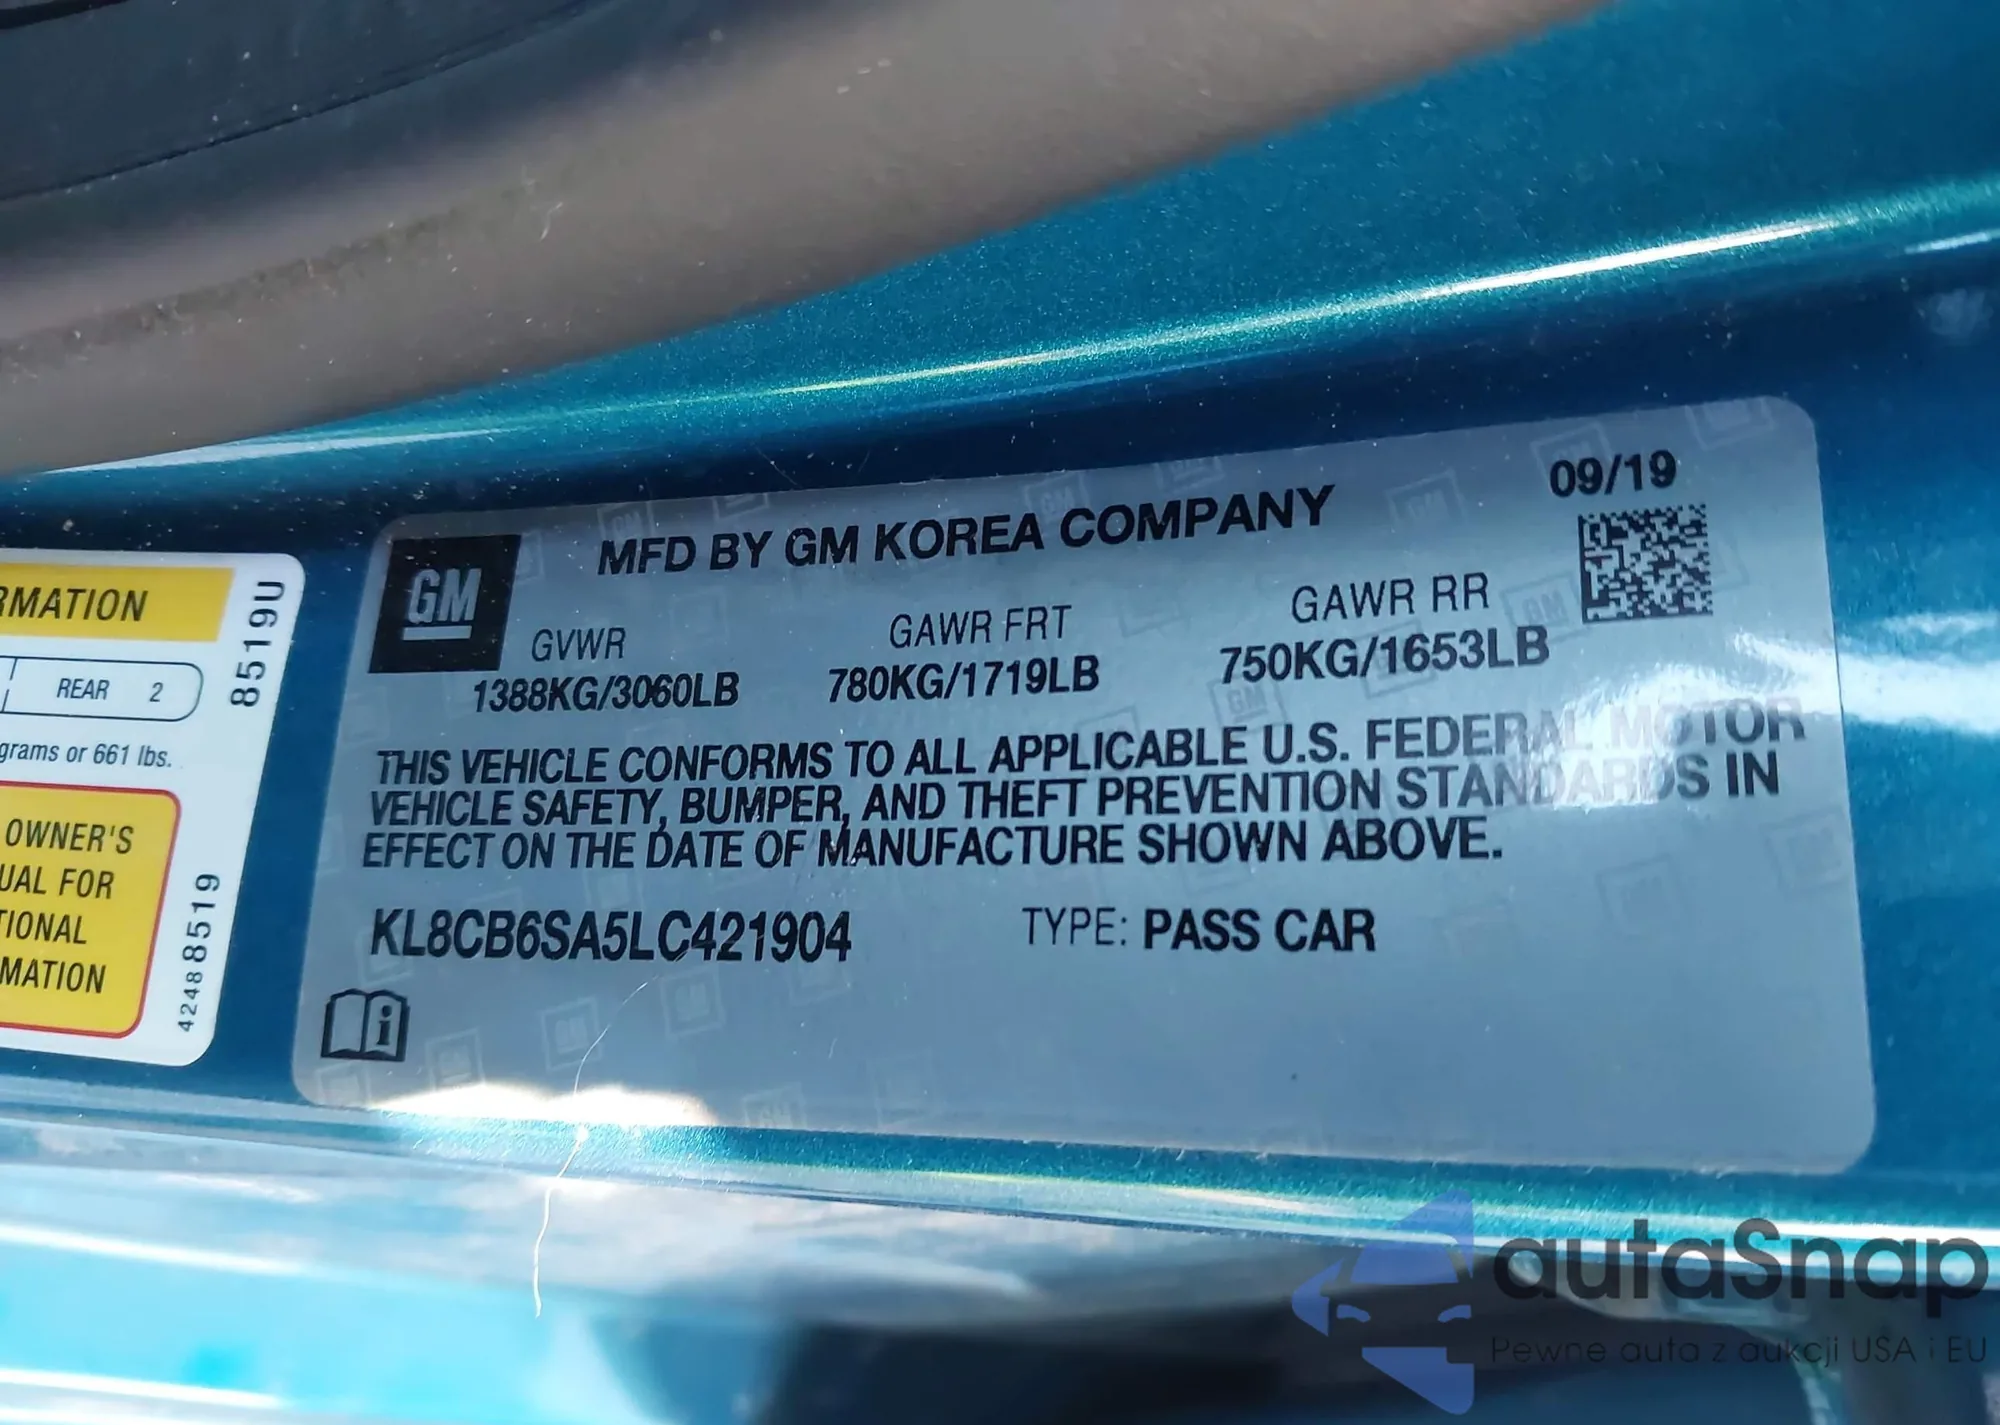 RMATION
REAR 2
grams or 661 lbs.
OWNER'S
UAL FOR
TIONAL
MATION
8519U
42488519
GM
MFD BY GM KOREA COMPANY
09/19
GVWR
1388KG/3060LB
GAWR FRT
780KG/1719LB
GAWR RR
750KG/1653LB
THIS VEHICLE CONFORMS TO ALL APPLICABLE U.S. FEDERAL MOTOR
VEHICLE SAFETY, BUMPER, AND THEFT PREVENTION STANDARDS IN
EFFECT ON THE DATE OF MANUFACTURE SHOWN ABOVE.
KL8CB6SA5LC421904
TYPE: PASS CAR
autaSnap
Pewne auta z aukcji USA i EU